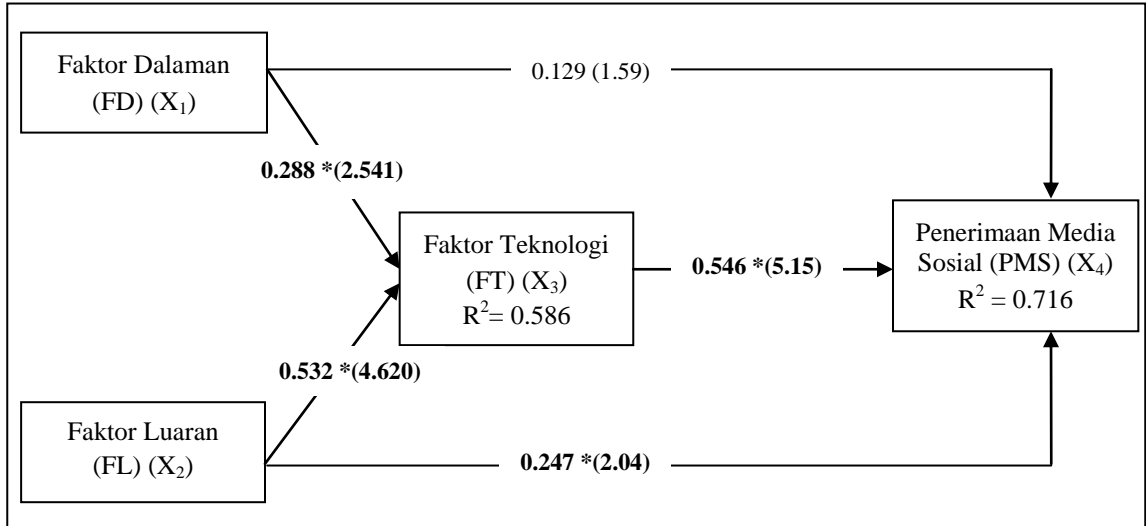 Faktor Dalaman
(FD) (X₁)
0.129 (1.59)
0.288 *(2.541)
Faktor Teknologi
(FT) (X₃)
R²= 0.586
0.546 *(5.15)
Penerimaan Media
Sosial (PMS) (X₄)
R² = 0.716
0.532 *(4.620)
Faktor Luaran
(FL) (X₂)
0.247 *(2.04)